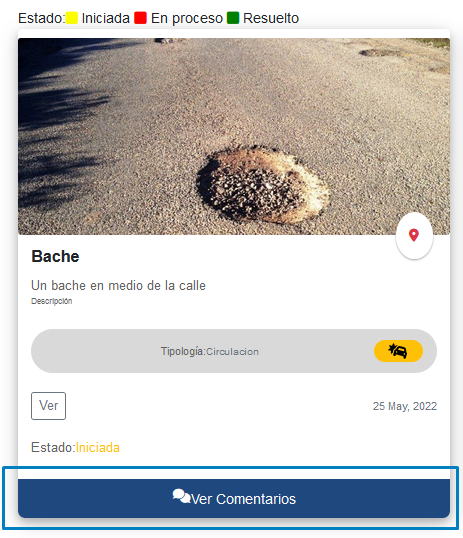 Estado: Iniciada En proceso Resuelto
Bache
Un bache en medio de la calle
Descripción
Tipología:Circulacion
Ver
25 May, 2022
Estado:Iniciada
Ver Comentarios